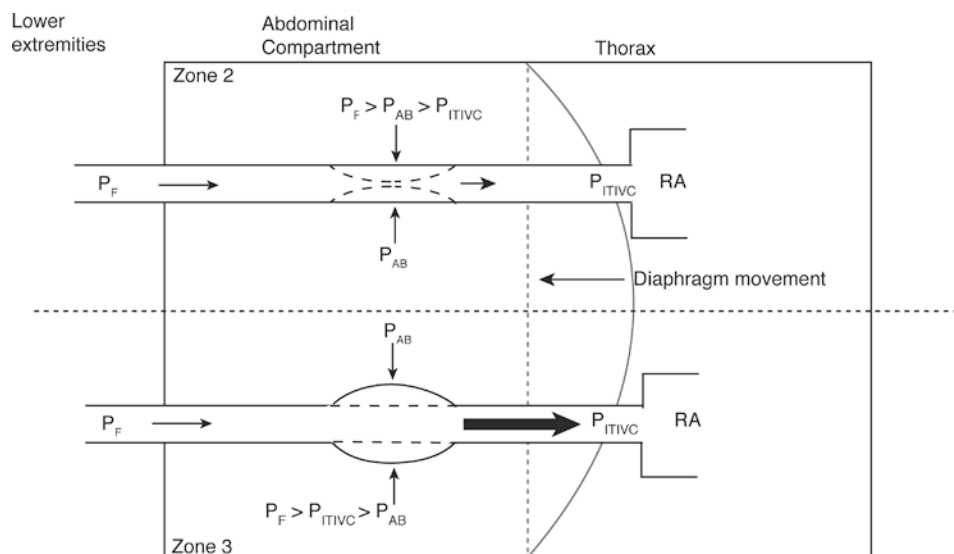 Lower
extremities
Abdominal
Compartment
Thorax
Zone 2
P_F > P_AB > P_ITIVC
P_F
P_ITIVC
RA
P_AB
Diaphragm movement
P_AB
P_F
P_ITIVC
RA
P_F > P_ITIVC > P_AB
Zone 3